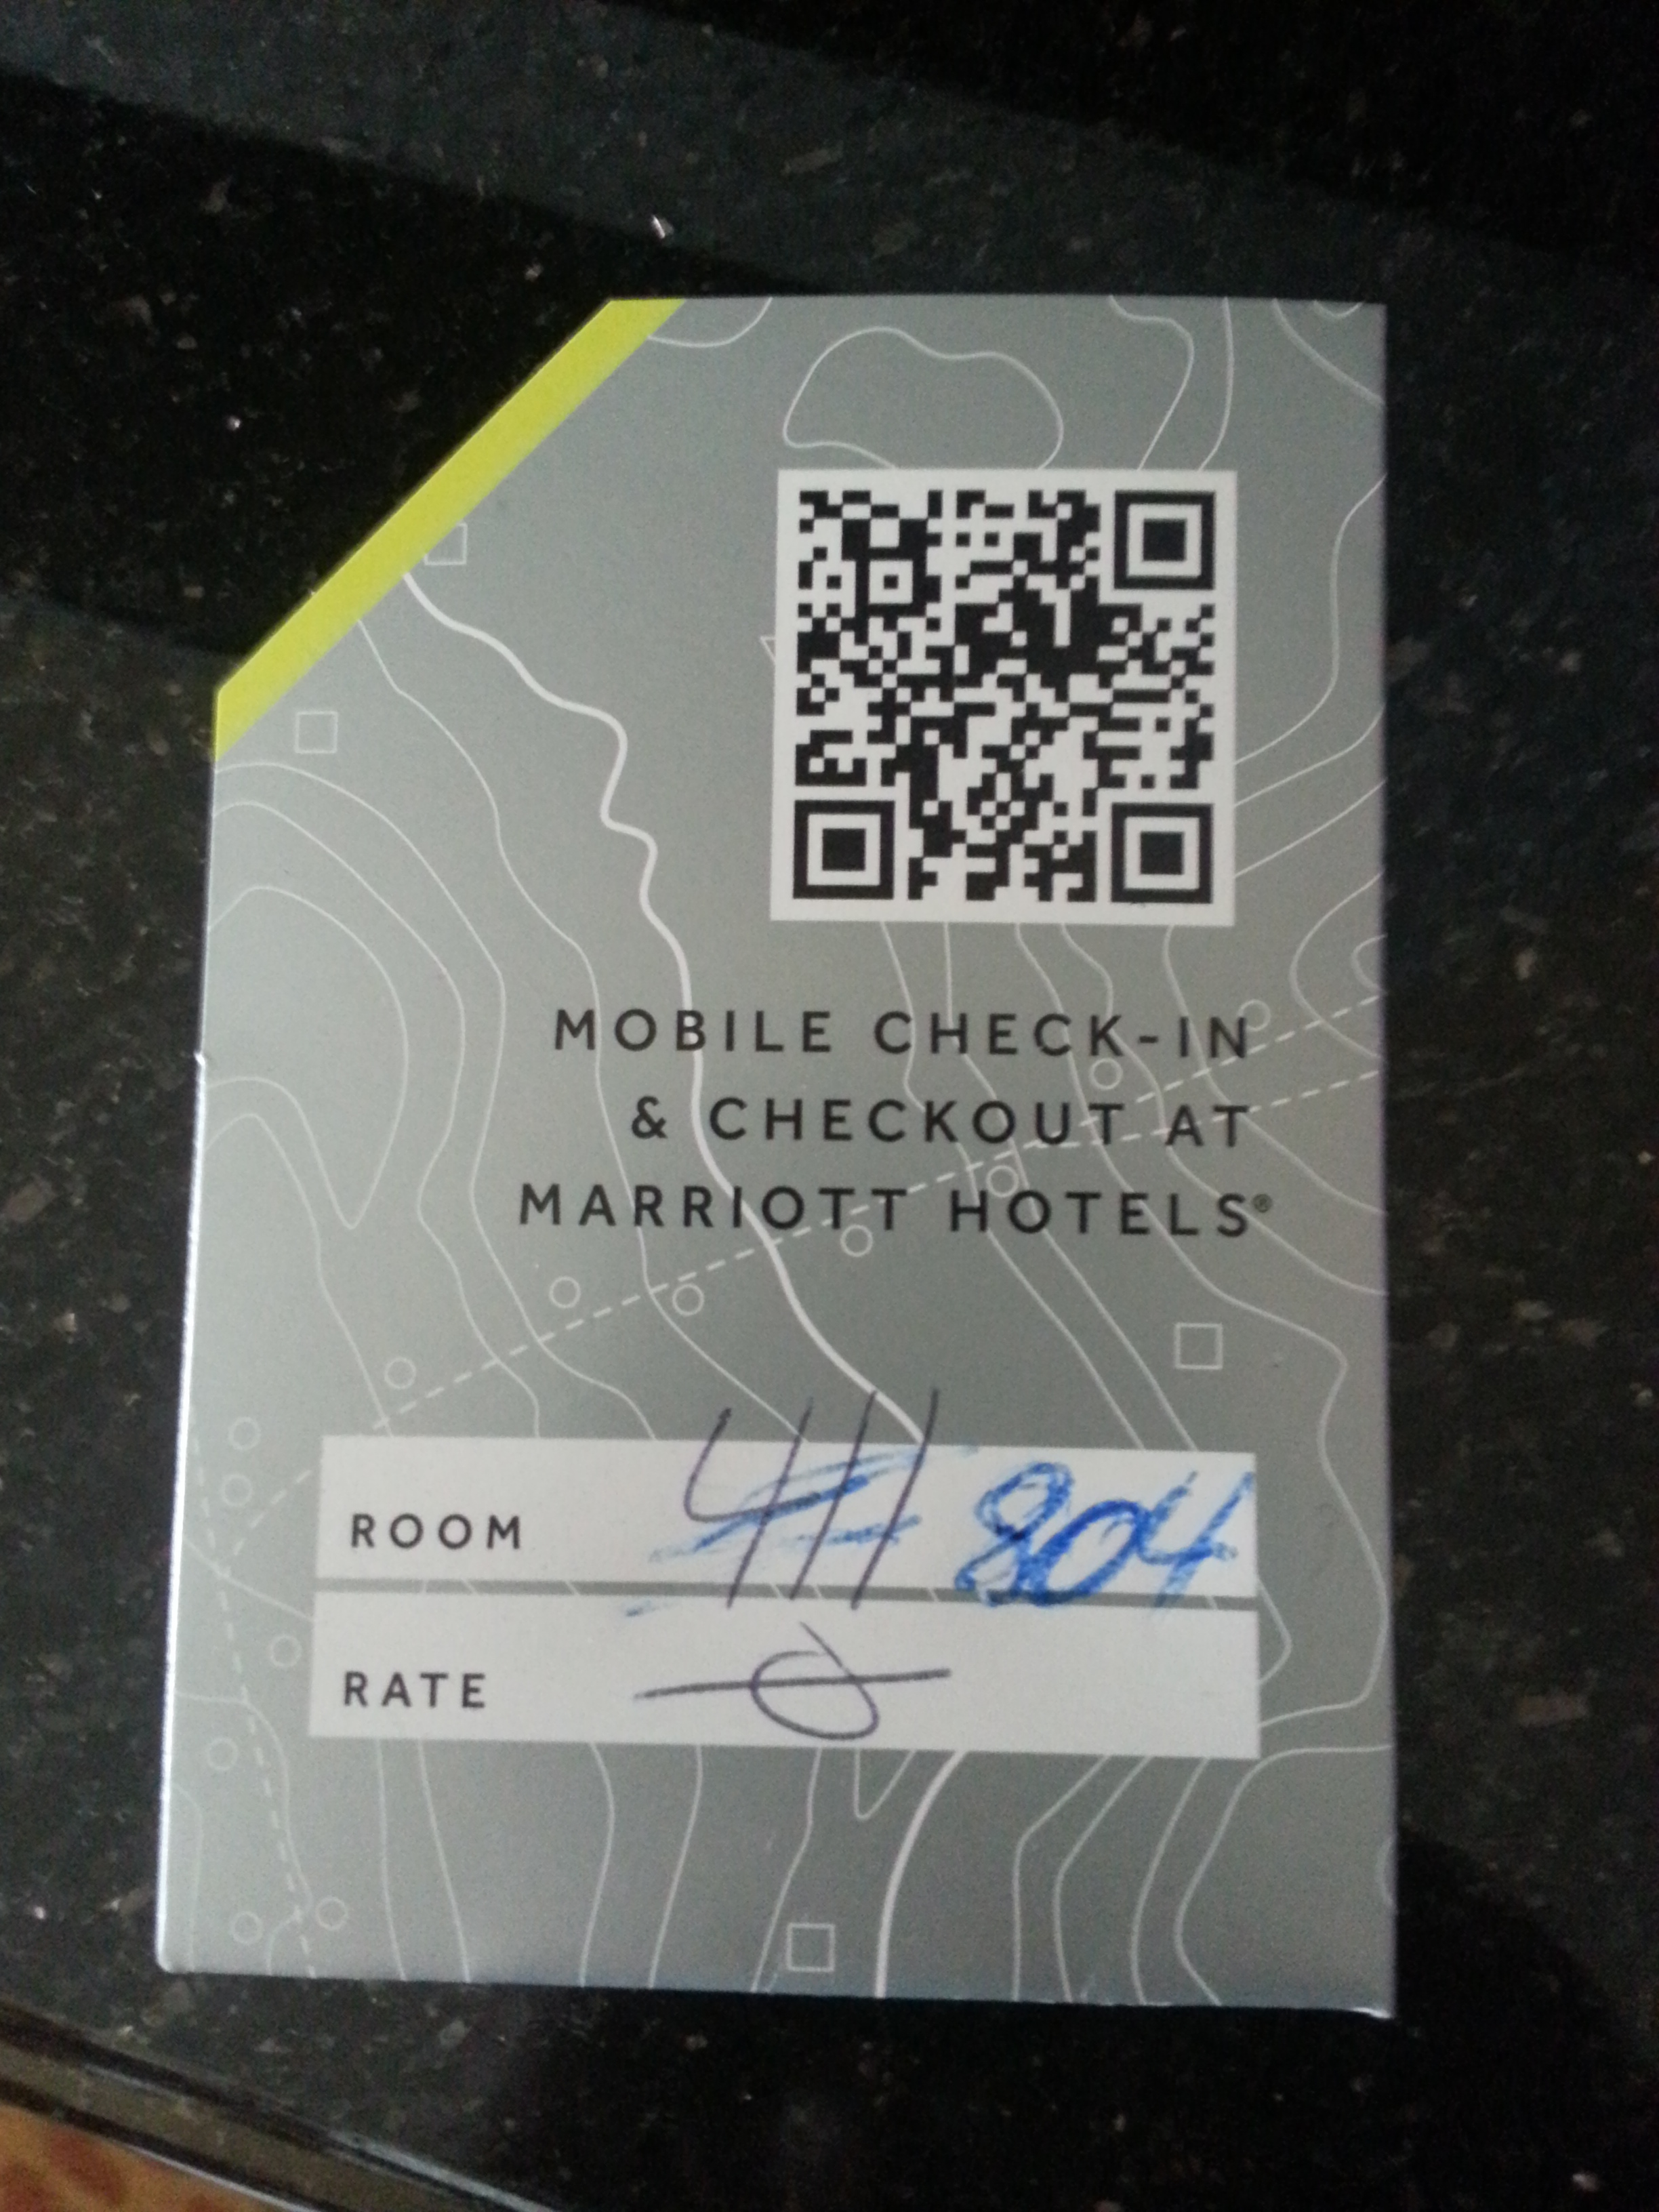 MOBILE CHECK-IN
& CHECKOUT AT
MARRIOTT HOTELS®
ROOM 411 804
RATE